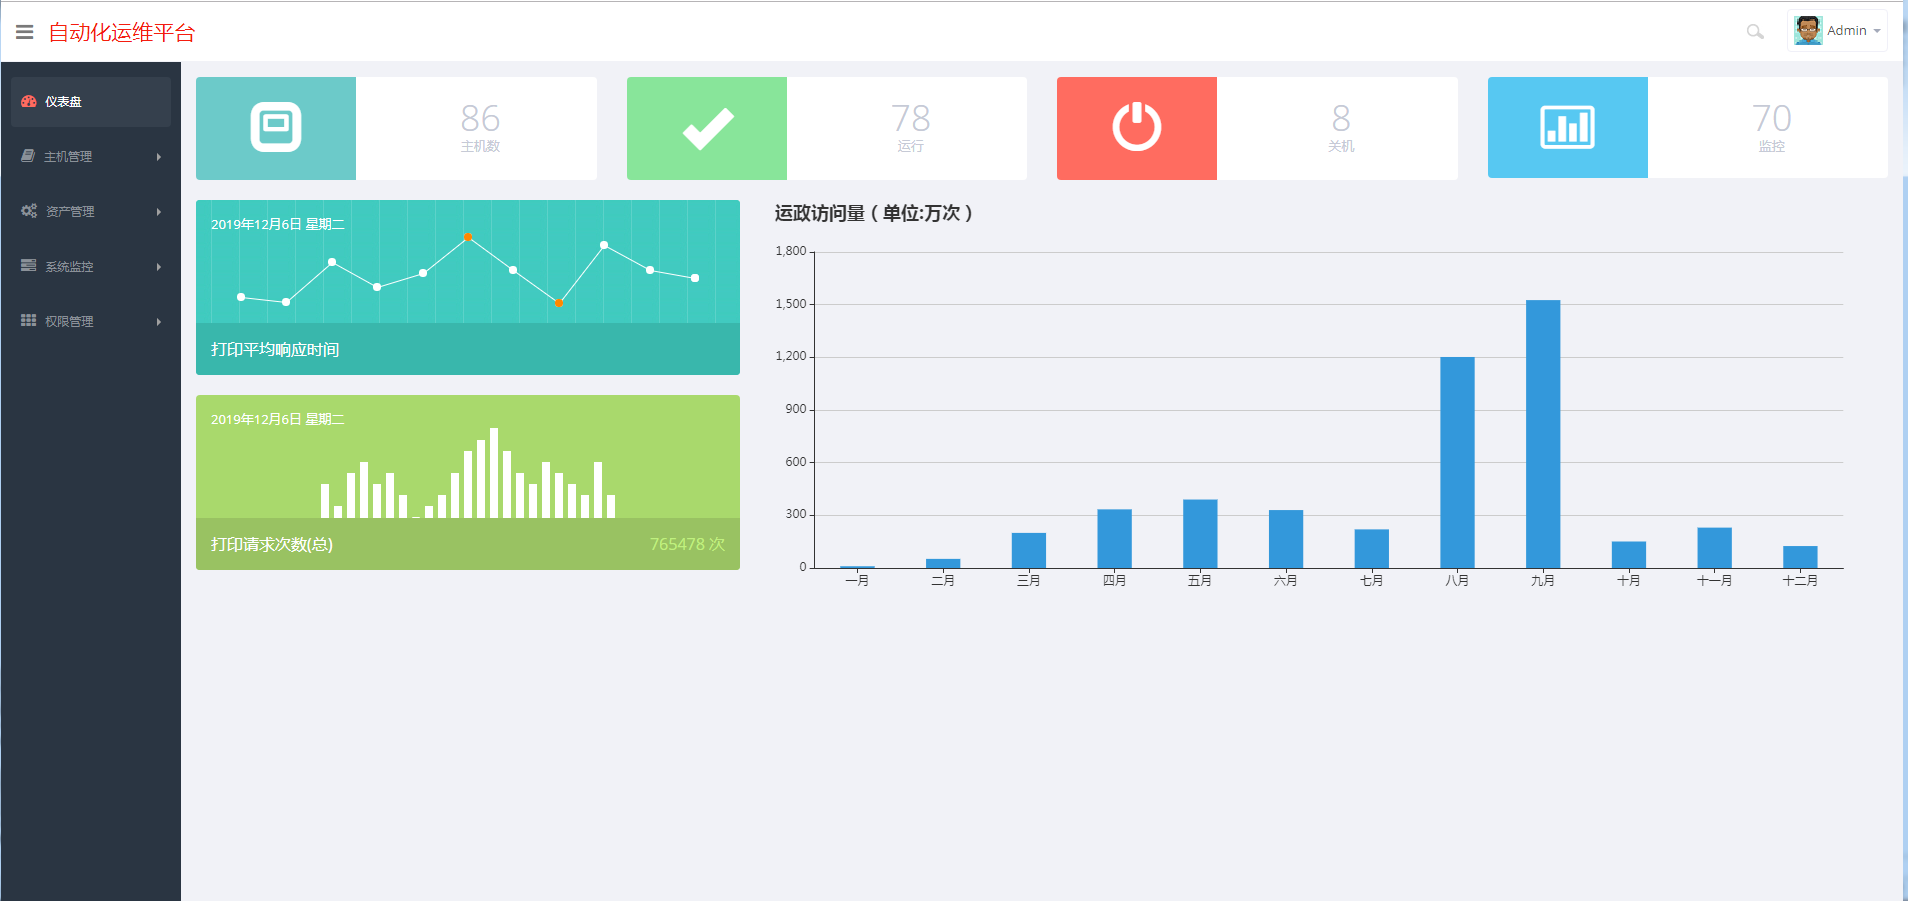 自动化运维平台
Admin
仪表盘
主机管理
资产管理
系统监控
权限管理
86
主机数
78
运行
8
关机
70
监控
2019年12月6日 星期二
打印平均响应时间
2019年12月6日 星期二
打印请求次数(总)
765478 次
运政访问量（单位:万次）
1,800
1,500
1,200
900
600
300
0
一月
二月
三月
四月
五月
六月
七月
八月
九月
十月
十一月
十二月